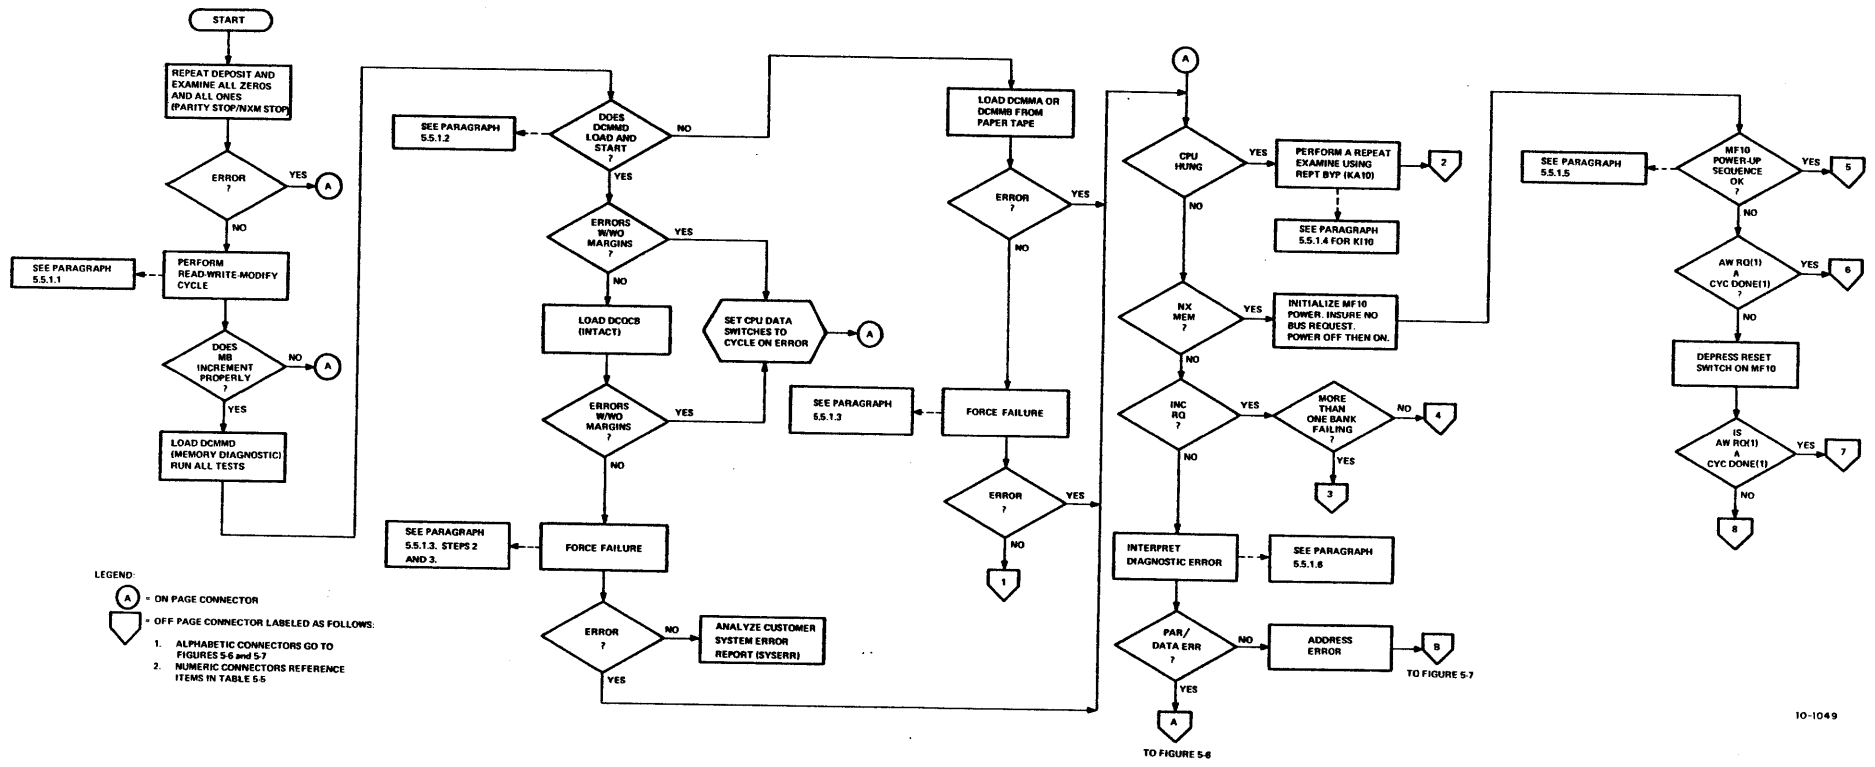 START
REPEAT DEPOSIT AND
EXAMINE ALL ZEROS
AND ALL ONES
(PARITY STOP/NXM STOP)
ERROR
?
YES
A
NO
SEE PARAGRAPH
5.5.1.1
PERFORM
READ-WRITE-MODIFY
CYCLE
DOES
MB
INCREMENT
PROPERLY
?
NO
A
YES
LOAD DCMMD
(MEMORY DIAGNOSTIC)
RUN ALL TESTS
SEE PARAGRAPH
5.5.1.2
DOES
DCMMD
LOAD AND
START
?
NO
YES
ERRORS
W/WO
MARGINS
?
YES
NO
LOAD DCOCB
(INTACT)
SET CPU DATA
SWITCHES TO
CYCLE ON ERROR
A
ERRORS
W/WO
MARGINS
?
YES
NO
SEE PARAGRAPH
5.5.1.3. STEPS 2
AND 3.
FORCE FAILURE
ERROR
?
NO
ANALYZE CUSTOMER
SYSTEM ERROR
REPORT (SYSERR)
YES
LOAD DCMMA OR
DCMMB FROM
PAPER TAPE
ERROR
?
YES
NO
SEE PARAGRAPH
5.5.1.3
FORCE FAILURE
ERROR
?
YES
NO
1
A
CPU
HUNG
YES
PERFORM A REPEAT
EXAMINE USING
REPT BYP (KA10)
2
SEE PARAGRAPH
5.5.1.4 FOR KI10
NO
NX
MEM
?
YES
INITIALIZE MF10
POWER. INSURE NO
BUS REQUEST.
POWER OFF THEN ON.
NO
INC
RQ
?
YES
MORE
THAN
ONE BANK
FAILING
?
NO
4
YES
3
NO
INTERPRET
DIAGNOSTIC ERROR
SEE PARAGRAPH
5.5.1.6
PAR/
DATA ERR
?
NO
ADDRESS
ERROR
B
TO FIGURE 5-7
YES
A
TO FIGURE 5-6
SEE PARAGRAPH
5.5.1.5
MF10
POWER-UP
SEQUENCE
OK
?
YES
5
NO
AW RQ(1)
A
CYC DONE(1)
?
YES
6
NO
DEPRESS RESET
SWITCH ON MF10
IS
AW RQ(1)
A
CYC DONE(1)
YES
7
NO
8
LEGEND:
A = ON PAGE CONNECTOR
= OFF PAGE CONNECTOR LABELED AS FOLLOWS:
1. ALPHABETIC CONNECTORS GO TO
FIGURES 5-6 and 5-7
2. NUMERIC CONNECTORS REFERENCE
ITEMS IN TABLE 5-5
10-1049